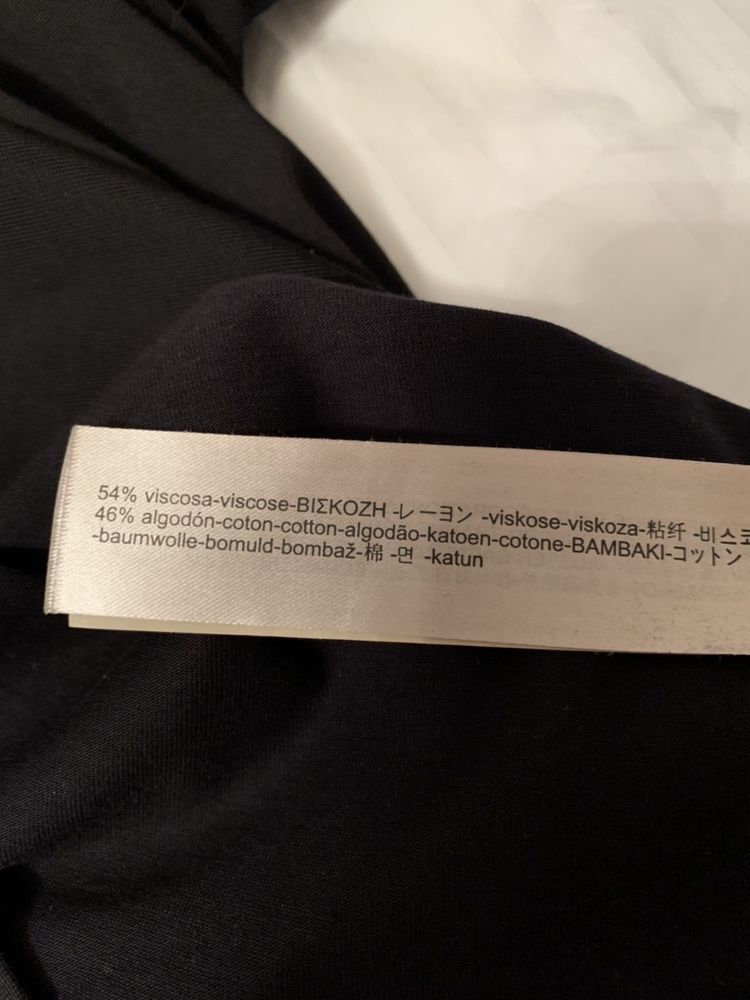 54% viscosa-viscose-ΒΙΣΚΟΖΗ -レーヨン -viskose-viskoza-粘纤 -비스코
46% algodón-coton-cotton-algodão-katoen-cotone-BAMBAKI-コットン
-baumwolle-bomuld-bombaž-棉 -면 -katun